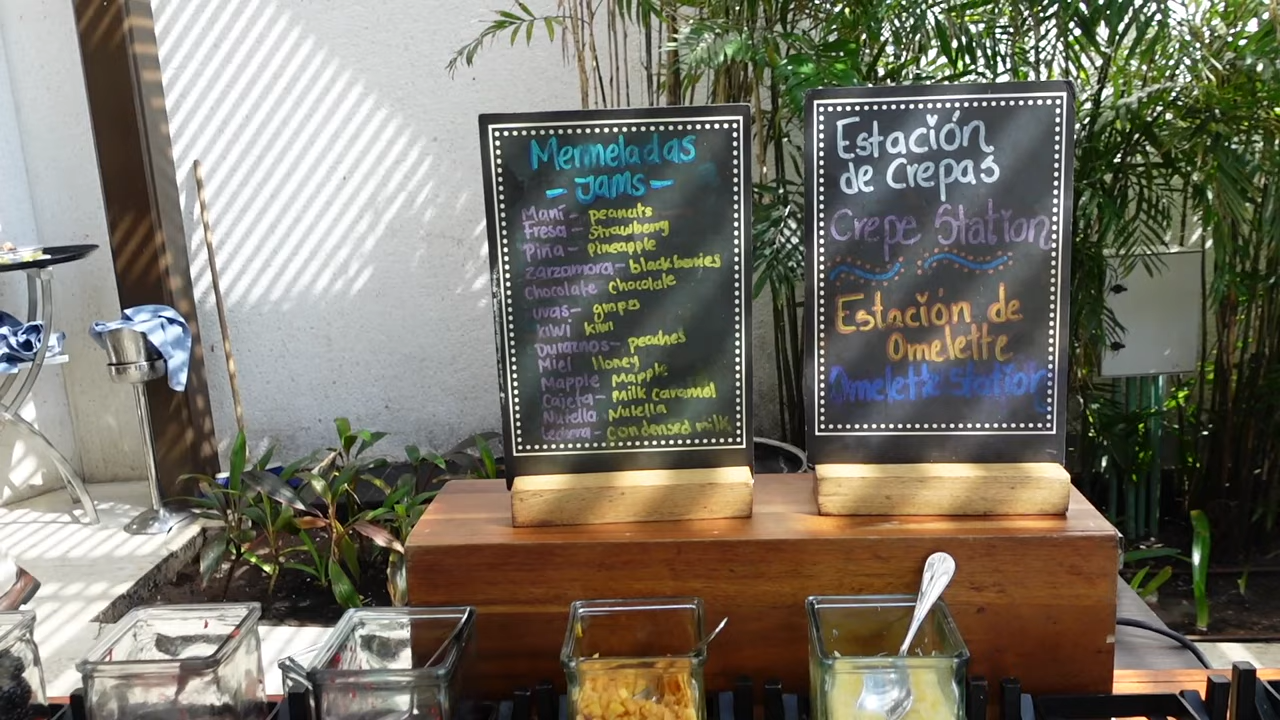 Mermeladas
- Jams -
Maní - peanuts
Fresa - Strawberry
Piña - pineapple
zarzamora - blackberries
Chocolate Chocolate
uvas - grapes
kiwi kiwi
Duraznos - peaches
Miel Honey
Mapple Mapple
Cajeta - Milk Caramel
Nutella Nutella
Lechera - condensed milk
Estación
de Crepas
Crepe Station
Estación de
Omelette
Omelette Station